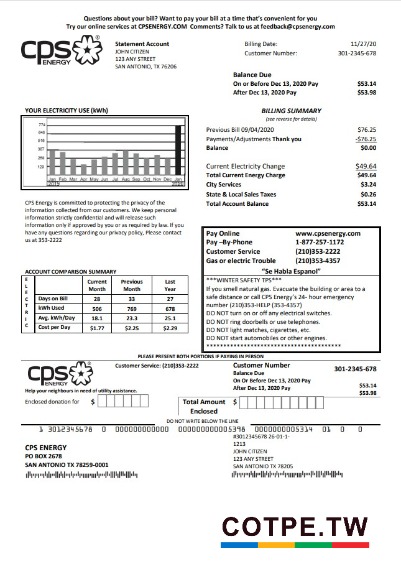 Questions about your bill? Want to pay your bill at a time that's convenient for you
Try our online services at CPSENERGY.COM Comments? Talk to us at feedback@cpsenergy.com
cps
ENERGY
Statement Account
JOHN CITIZEN
123 ANY STREET
SAN ANTONIO, TX 76206
Billing Date: 11/27/20
Customer Number: 301-2345-678
Balance Due
On or Before Dec 13, 2020 Pay $53.14
After Dec 13, 2020 Pay $53.98
YOUR ELECTRICITY USE (kWh)
Jan Feb Mar Apr May Jun Jul Aug Sep Oct Nov Dec Jan
2019 2020
BILLING SUMMARY
(see reverse for details)
Previous Bill 09/04/2020 $76.25
Payments/Adjustments Thank you -$76.25
Balance $0.00
Current Electricity Change $49.64
Total Current Energy Charge $49.64
City Services $3.24
State & Local Sales Taxes $0.26
Total Account Balance $53.14
CPS Energy is committed to protecting the privacy of the
information collected from our customers. We keep personal
information strictly confidential and will release such
information only if approved by you or as required by law. If you
have any questions regarding our privacy policy, Please contact
us at 353-2222
Pay Online www.cpsenergy.com
Pay -By-Phone 1-877-257-1172
Customer Service (210)353-2222
Gas or electric Trouble (210)353-4357
"Se Habla Espanol"
***WINTER SAFETY TPS***
If you smell natural gas. Evacuate the building or area to a
safe distance or call CPS Energy's 24- hour emergency
number (210)353-HELP (353-4357)
DO NOT turn on or off any electrical switches.
DO NOT ring doorbells or use telephones.
DO NOT light matches, cigarettes, etc.
DO NOT start automobiles or other engines.
ACCOUNT COMPARISON SUMMARY
ELECTRIC
Current Month Previous Month Last Year
Days on Bill 28 33 27
kWh Used 506 769 678
Avg. kWh/Day 18.1 23.3 25.1
Cost per Day $1.77 $2.25 $2.29
PLEASE PRESENT BOTH PORTIONS IF PAYING IN PERSON
cps
ENERGY
Customer Service: (210)353-2222
Customer Number 301-2345-678
Balance Due
On Or Before Dec 13, 2020 Pay $53.14
After Dec 13, 2020 Pay $53.98
Help your neighbours in need of utility assistance.
Enclosed donation for $
Total Amount $
Enclosed
DO NOT WRITE BELOW THE LINE
1 3012345678 0 000000000000 0000000000005398 0000000005314 01 0 0
CPS ENERGY
PO BOX 2678
SAN ANTONIO TX 78259-0001
#3012345678 26-01-1-
1213
JOHN CITIZEN
123 ANY STREET
SAN ANTONIO TX 78205
COTPE.TW